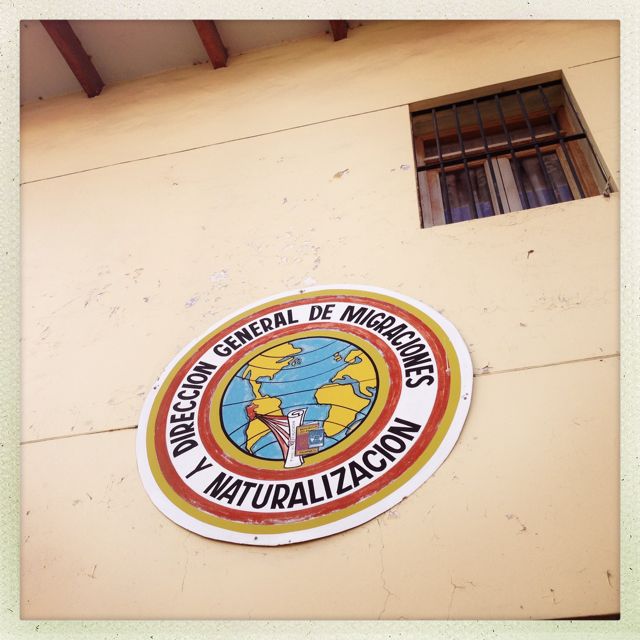 DIRECCION GENERAL DE MIGRACIONES
Y NATURALIZACION